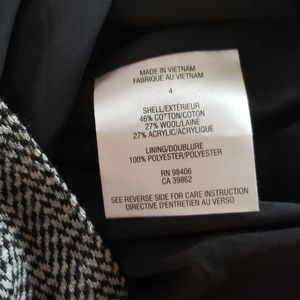 MADE IN VIETNAM
FABRIQUE AU VIETNAM
4
SHELL/EXTÉRIEUR
46% COTTON/COTON
27% WOOL/LAINE
27% ACRYLIC/ACRYLIQUE
LINING/DOUBLURE
100% POLYESTER/POLYESTER
RN 98406
CA 39862
SEE REVERSE SIDE FOR CARE INSTRUCTION
DIRECTIVE D'ENTRETIEN AU VERSO